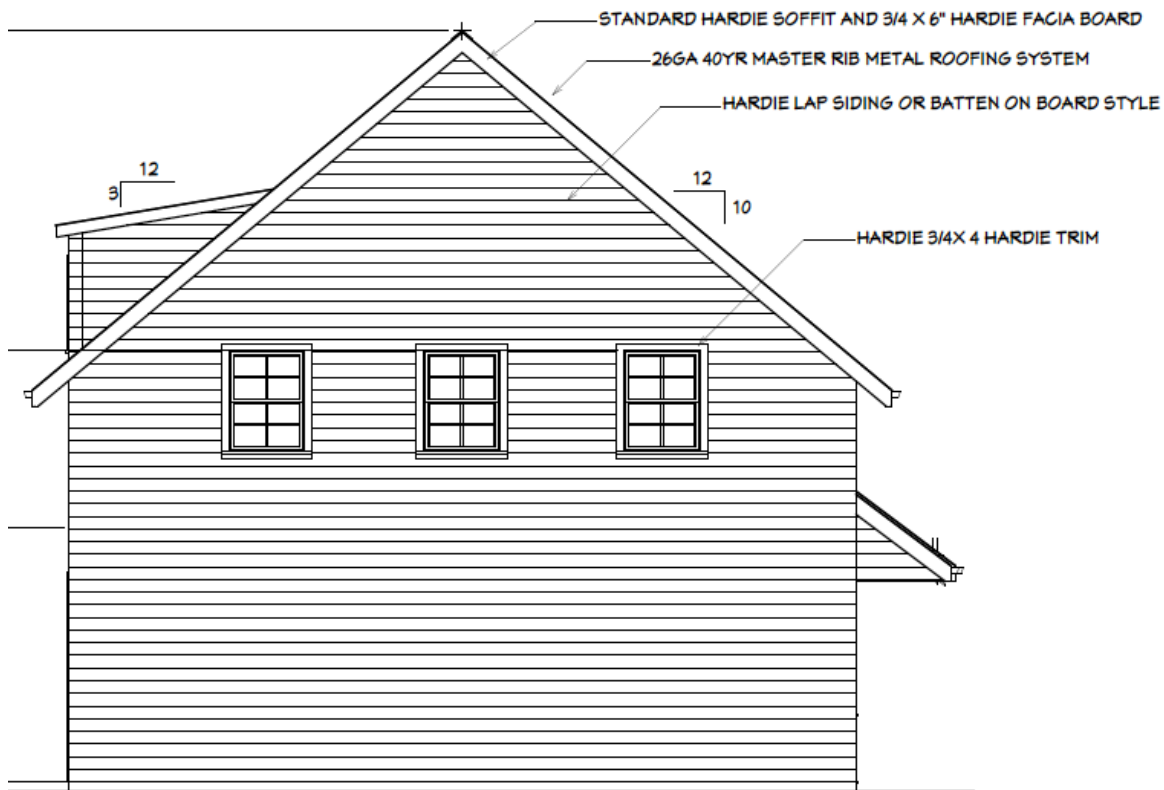 STANDARD HARDIE SOFFIT AND 3/4 X 6" HARDIE FACIA BOARD
26GA 40YR MASTER RIB METAL ROOFING SYSTEM
HARDIE LAP SIDING OR BATTEN ON BOARD STYLE
12
3
12
10
HARDIE 3/4X 4 HARDIE TRIM